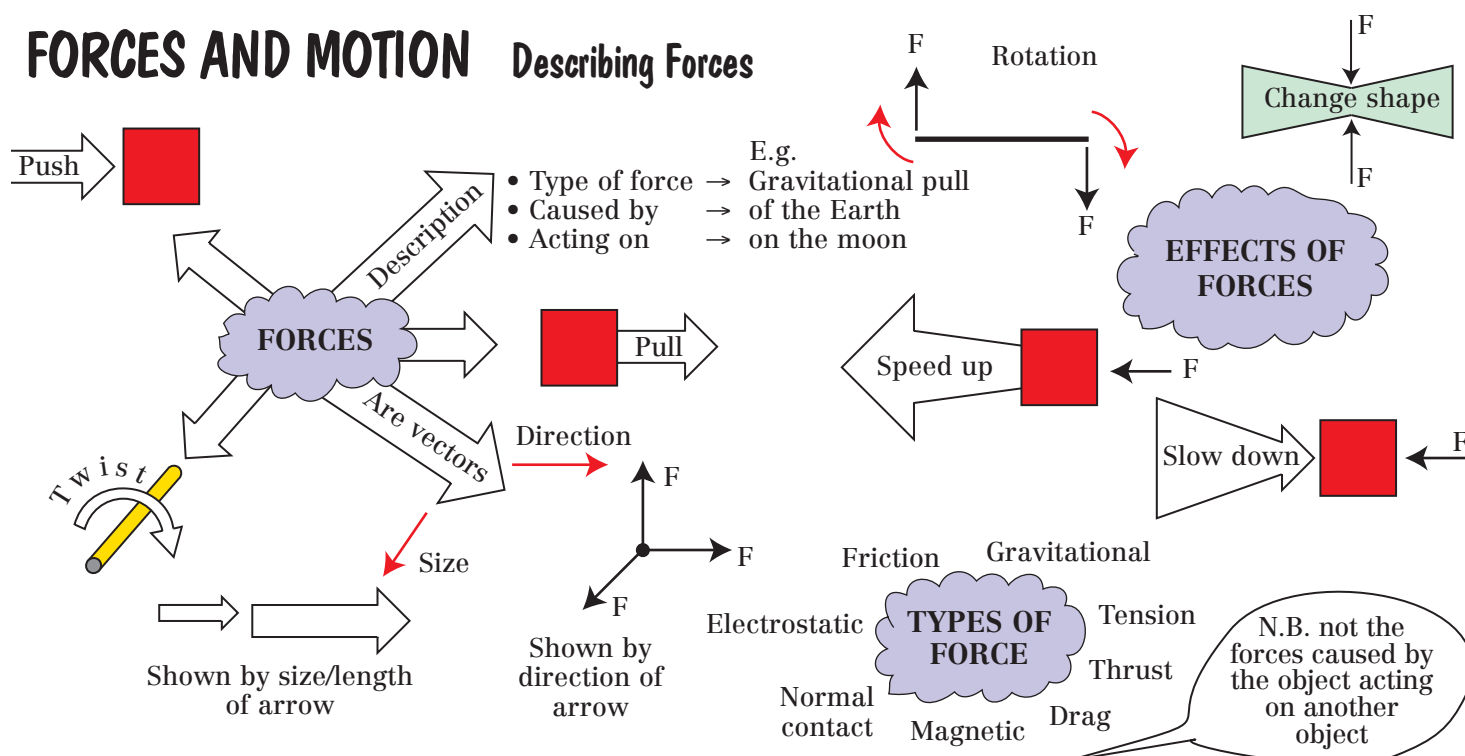 FORCES AND MOTION Describing Forces
Push
Description
E.g.
• Type of force → Gravitational pull
• Caused by → of the Earth
• Acting on → on the moon
FORCES
Pull
Are vectors
Twist
Direction
F
F
F
Shown by
direction of
arrow
Size
Shown by size/length
of arrow
F
Rotation
F
F
Change shape
F
EFFECTS OF
FORCES
Speed up
F
Slow down
F
TYPES OF
FORCE
Friction
Gravitational
Electrostatic
Tension
Thrust
Normal
contact
Magnetic
Drag
N.B. not the
forces caused by
the object acting
on another
object